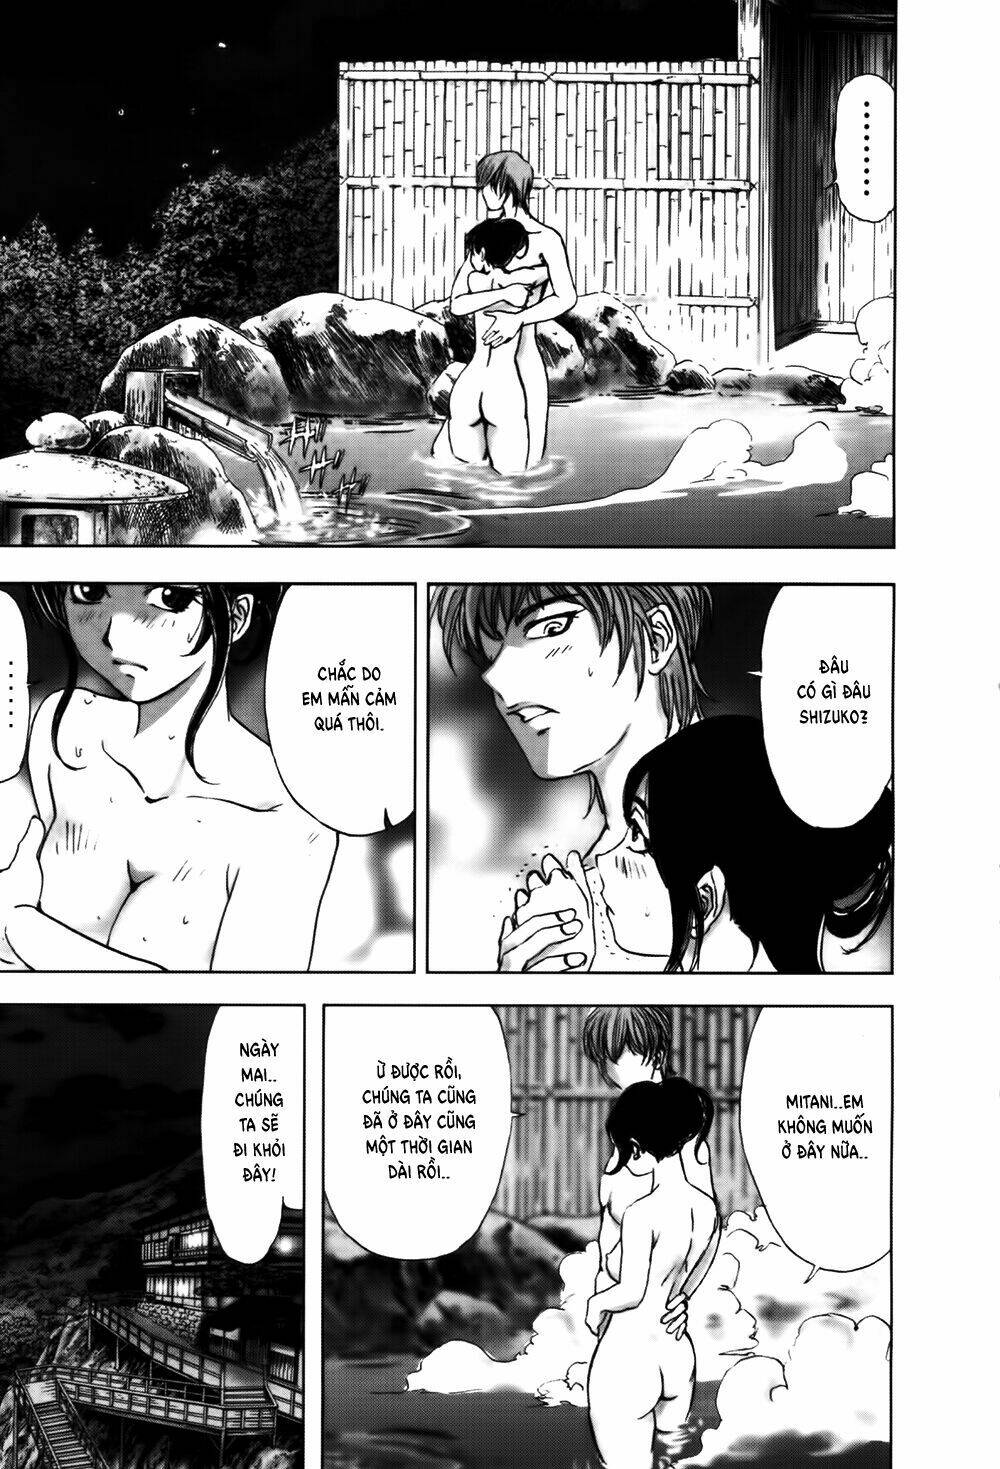 .........
ĐÂU
CÓ GÌ ĐÂU
SHIZUKO?
CHẮC DO
EM MẪN CẢM
QUÁ THÔI.
......
MITANI..EM
KHÔNG MUỐN
Ở ĐÂY NỮA..
Ừ ĐƯỢC RỒI,
CHÚNG TA CŨNG
ĐÃ Ở ĐÂY CŨNG
MỘT THỜI GIAN
DÀI RỒI..
NGÀY
MAI..
CHÚNG
TA SẼ
ĐI KHỎI
ĐÂY!